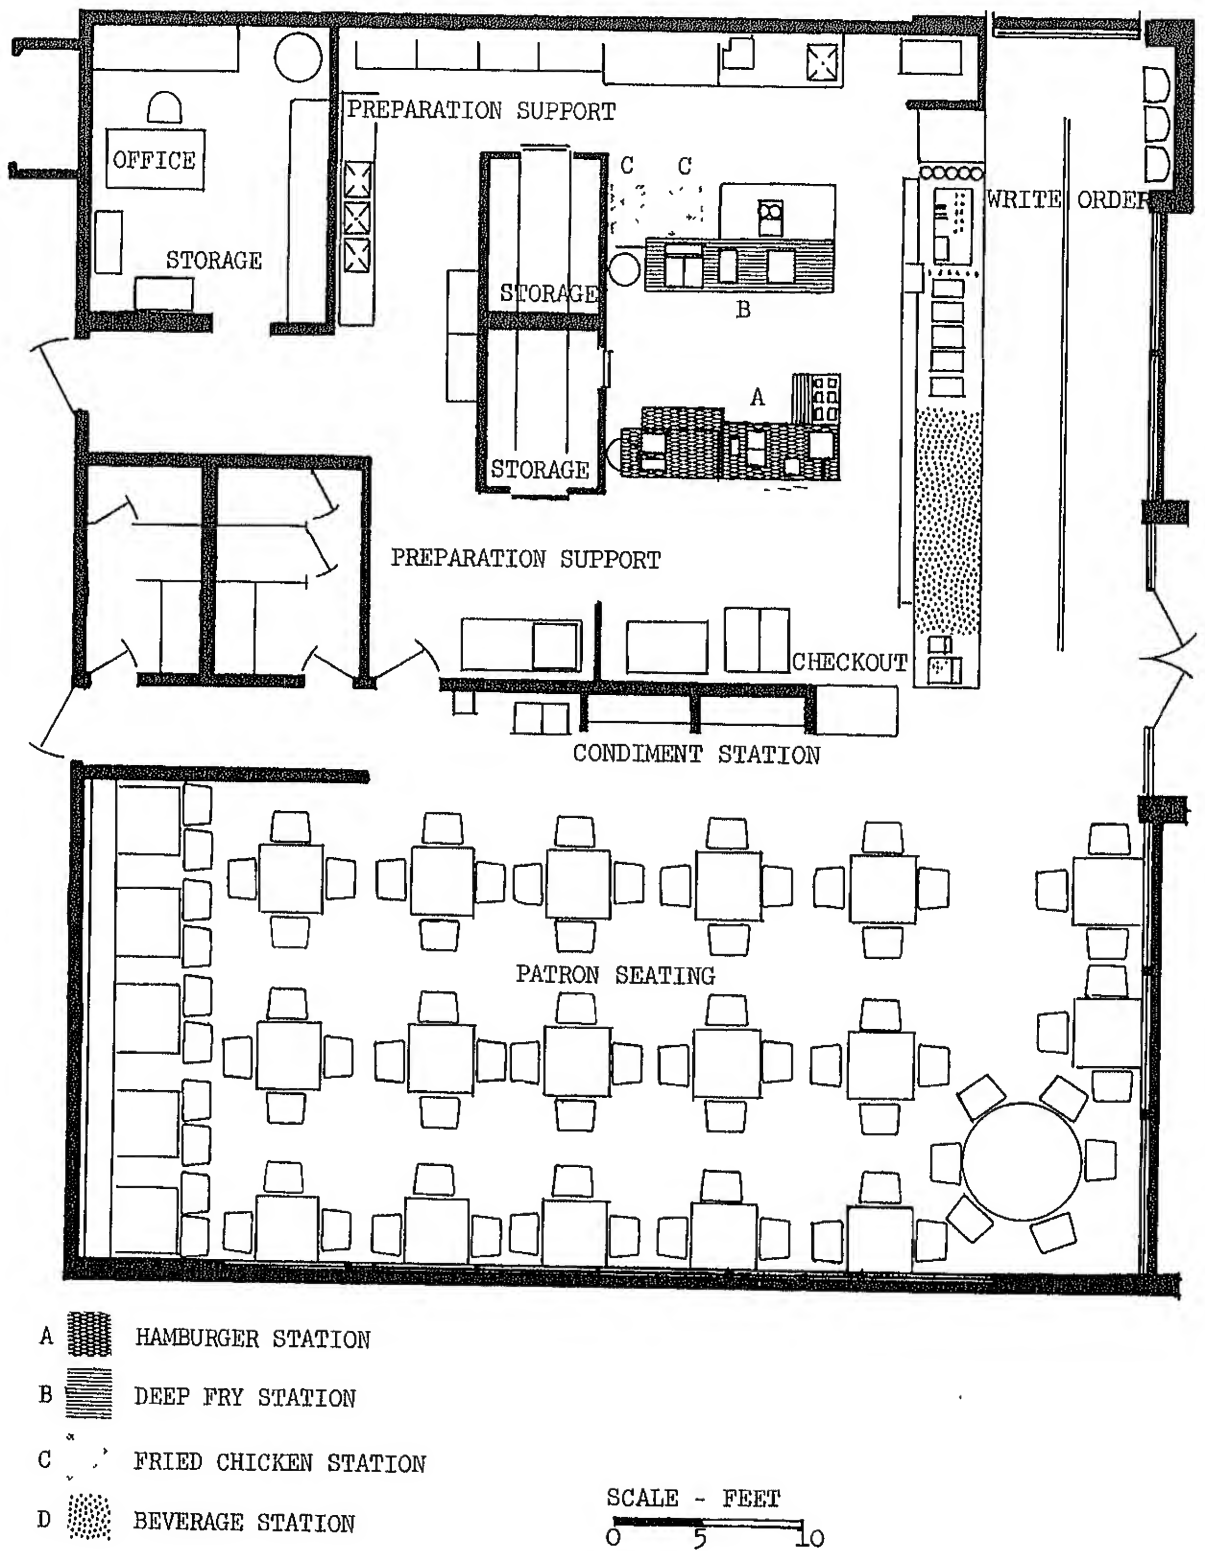 PREPARATION SUPPORT
OFFICE
C C
WRITE ORDER
STORAGE
STORAGE
B
A
STORAGE
PREPARATION SUPPORT
CHECKOUT
CONDIMENT STATION
PATRON SEATING
A HAMBURGER STATION
B DEEP FRY STATION
C FRIED CHICKEN STATION
D BEVERAGE STATION
SCALE - FEET
0 5 10